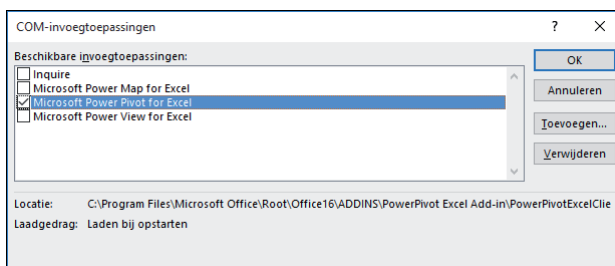 COM-invoegtoepassingen
Beschikbare invoegtoepassingen:
Inquire
Microsoft Power Map for Excel
Microsoft Power Pivot for Excel
Microsoft Power View for Excel
OK
Annuleren
Toevoegen...
Verwijderen
Locatie: C:\Program Files\Microsoft Office\Root\Office16\ADDINS\PowerPivot Excel Add-in\PowerPivotExcelClie
Laadgedrag: Laden bij opstarten